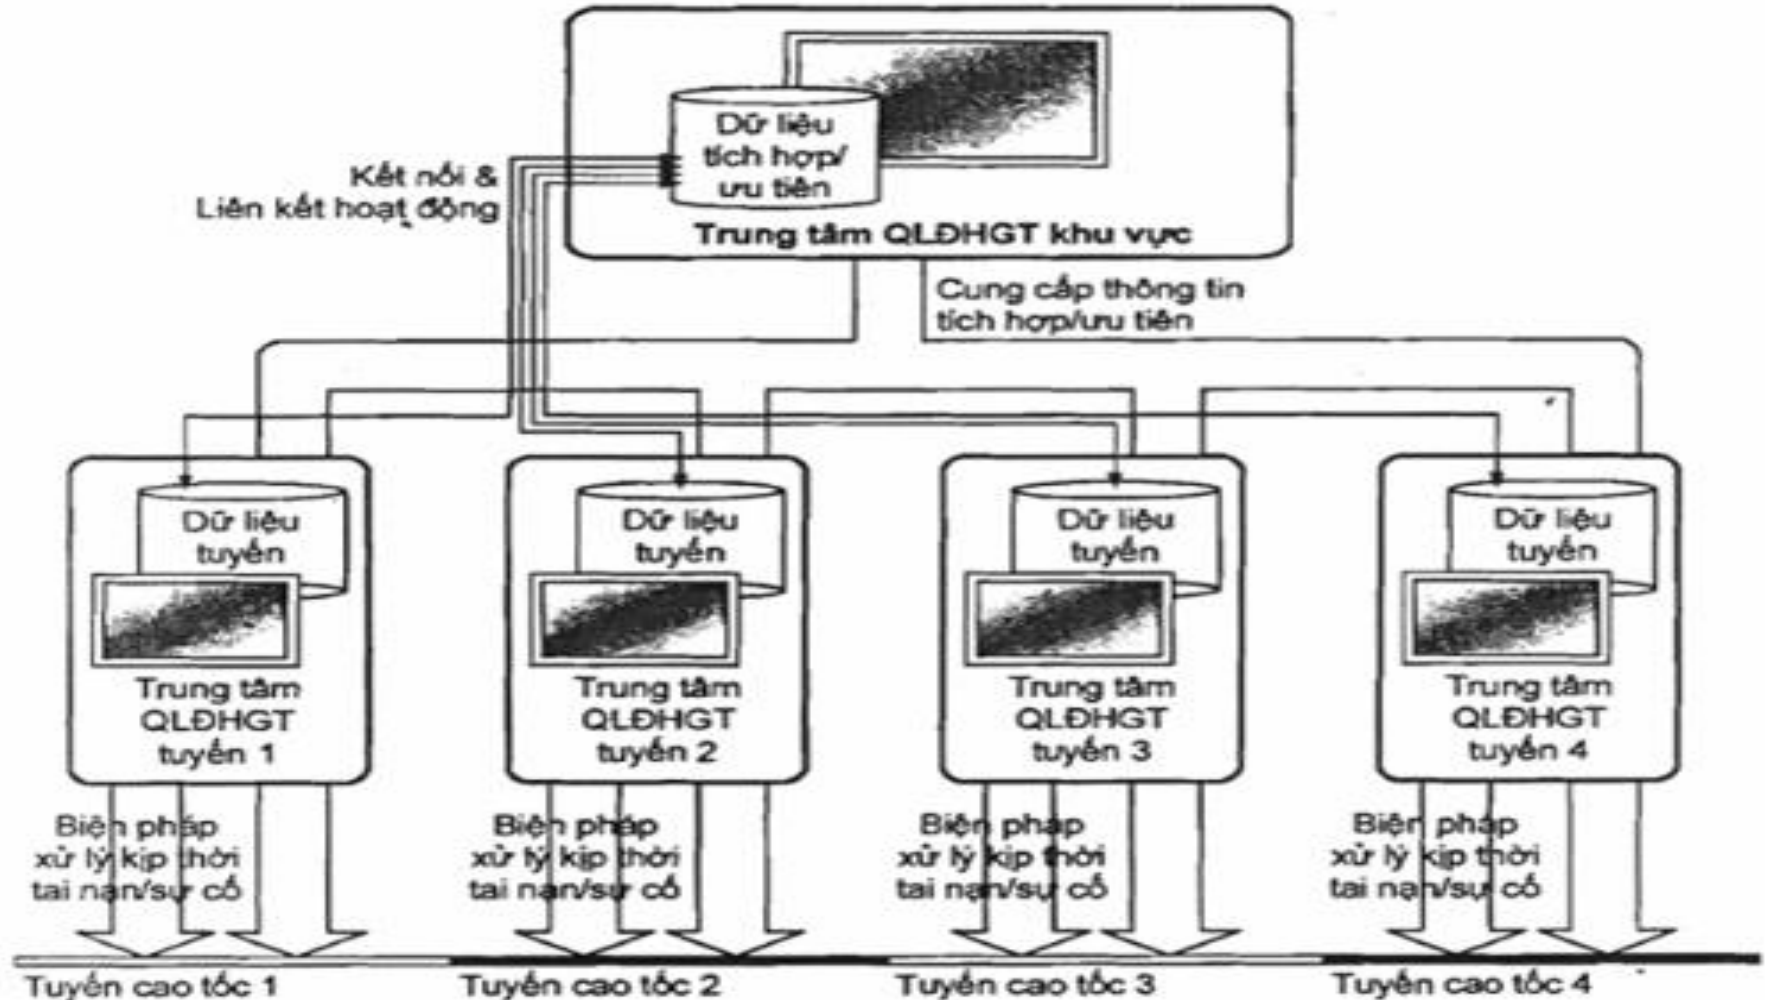 Dữ liệu
tích hợp/
ưu tiên
Kết nối &
Liên kết hoạt động
Trung tâm QLĐHGT khu vực
Cung cấp thông tin
tích hợp/ưu tiên
Dữ liệu
tuyến
Trung tâm
QLĐHGT
tuyến 1
Dữ liệu
tuyến
Trung tâm
QLĐHGT
tuyến 2
Dữ liệu
tuyến
Trung tâm
QLĐHGT
tuyến 3
Dữ liệu
tuyến
Trung tâm
QLĐHGT
tuyến 4
Biện pháp
xử lý kịp thời
tai nạn/sự cố
Biện pháp
xử lý kịp thời
tai nạn/sự cố
Biện pháp
xử lý kịp thời
tai nạn/sự cố
Biện pháp
xử lý kịp thời
tai nạn/sự cố
Tuyến cao tốc 1
Tuyến cao tốc 2
Tuyến cao tốc 3
Tuyến cao tốc 4